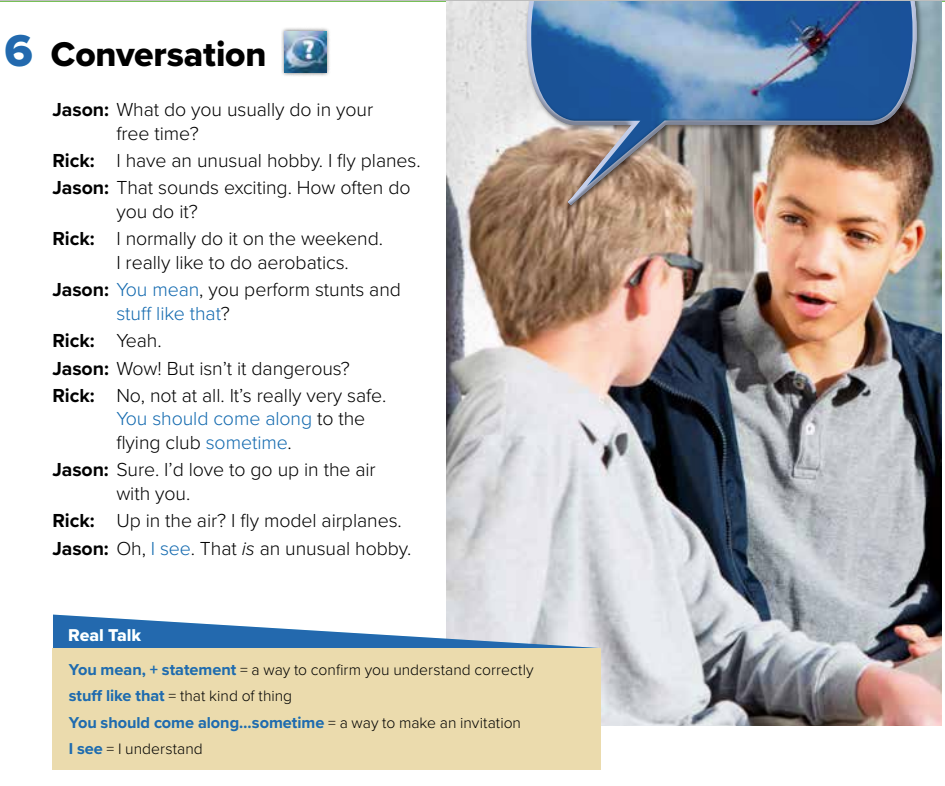 6 Conversation
Jason: What do you usually do in your
free time?
Rick: I have an unusual hobby. I fly planes.
Jason: That sounds exciting. How often do
you do it?
Rick: I normally do it on the weekend.
I really like to do aerobatics.
Jason: You mean, you perform stunts and
stuff like that?
Rick: Yeah.
Jason: Wow! But isn't it dangerous?
Rick: No, not at all. It's really very safe.
You should come along to the
flying club sometime.
Jason: Sure. I'd love to go up in the air
with you.
Rick: Up in the air? I fly model airplanes.
Jason: Oh, I see. That is an unusual hobby.
Real Talk
You mean, + statement = a way to confirm you understand correctly
stuff like that = that kind of thing
You should come along...sometime = a way to make an invitation
I see = I understand